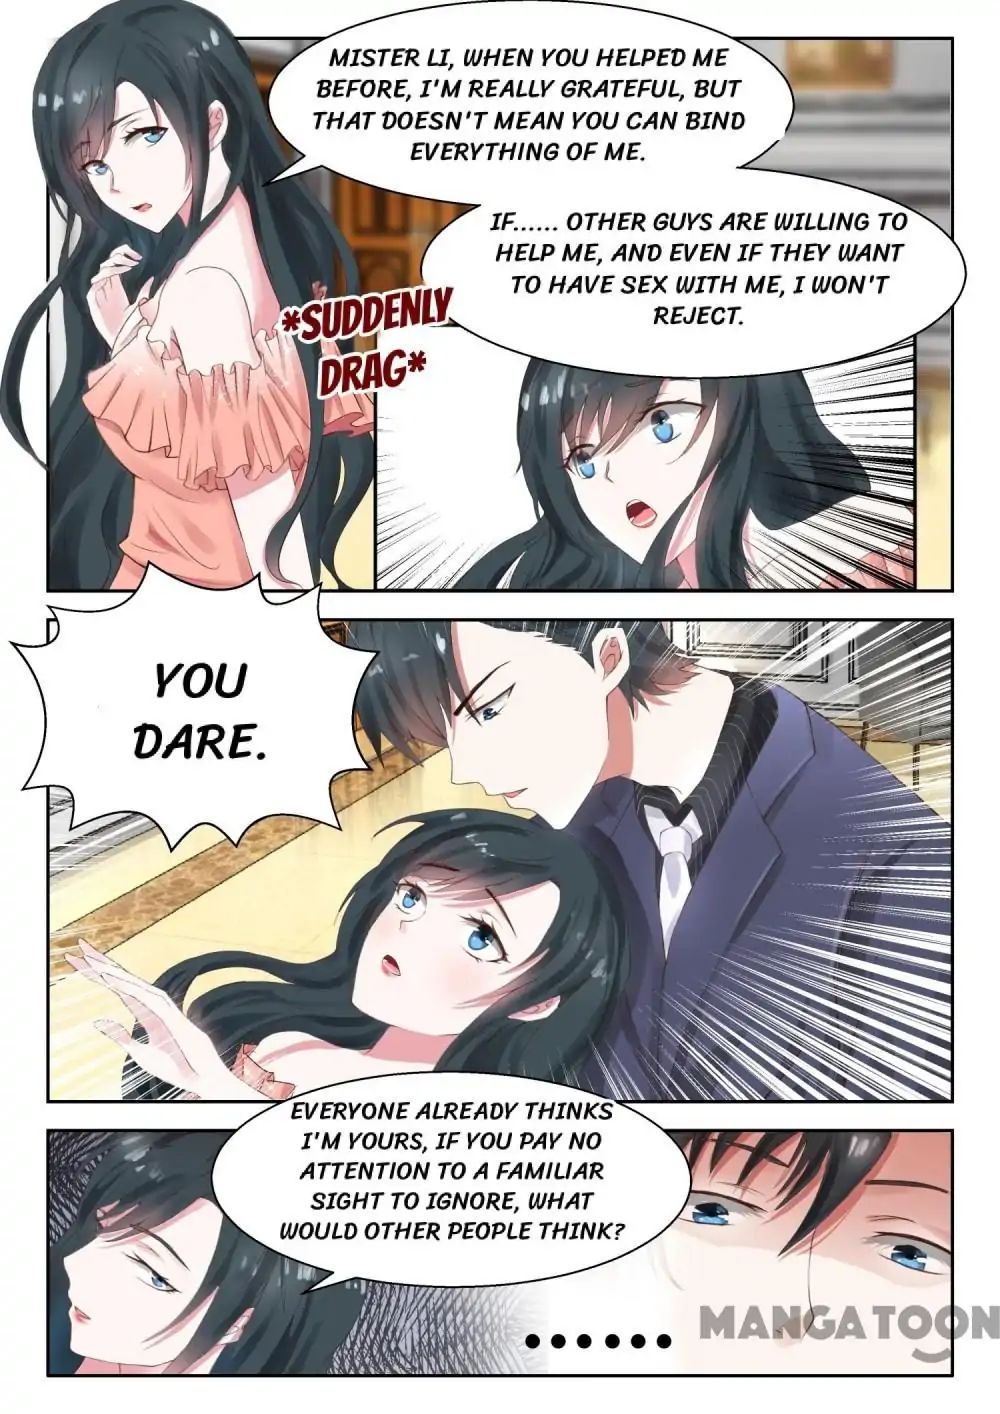 MISTER LI, WHEN YOU HELPED ME
BEFORE, I'M REALLY GRATEFUL, BUT
THAT DOESN'T MEAN YOU CAN BIND
EVERYTHING OF ME.
IF...... OTHER GUYS ARE WILLING TO
HELP ME, AND EVEN IF THEY WANT
TO HAVE SEX WITH ME, I WON'T
REJECT.
*SUDDENLY
DRAG*
YOU
DARE.
EVERYONE ALREADY THINKS
I'M YOURS, IF YOU PAY NO
ATTENTION TO A FAMILIAR
SIGHT TO IGNORE, WHAT
WOULD OTHER PEOPLE THINK?
......
MANGATOON